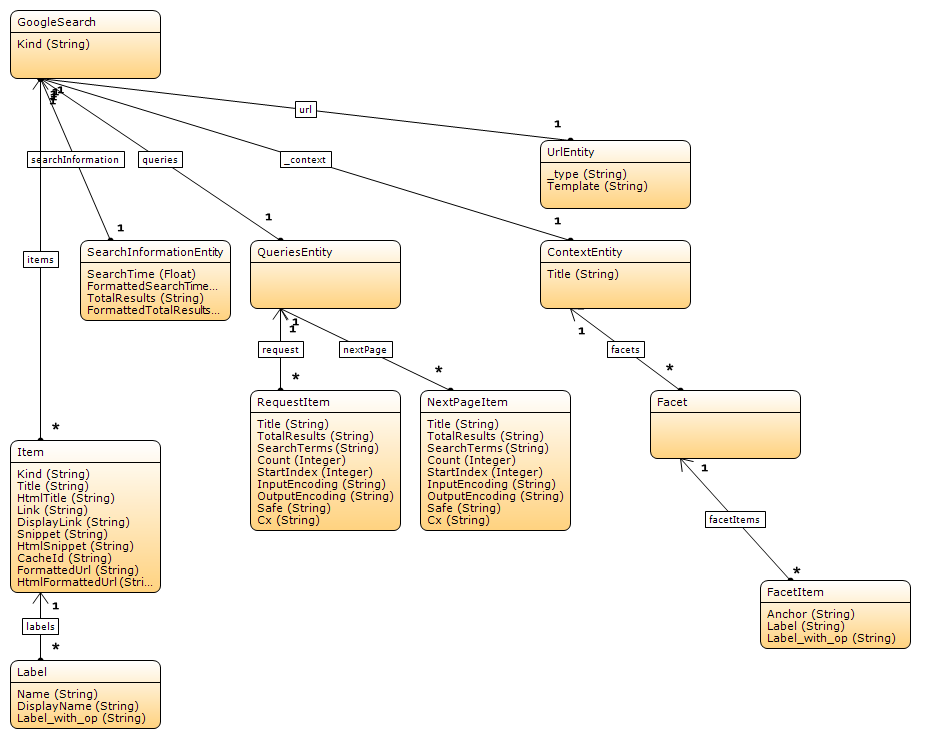 GoogleSearch
Kind (String)
1
url
1
UrlEntity
_type (String)
Template (String)
searchInformation
queries
_context
1
1
1
SearchInformationEntity
SearchTime (Float)
FormattedSearchTime...
TotalResults (String)
FormattedTotalResults...
QueriesEntity
ContextEntity
Title (String)
items
1
1
1
request
nextPage
facets
*
*
*
RequestItem
Title (String)
TotalResults (String)
SearchTerms (String)
Count (Integer)
StartIndex (Integer)
InputEncoding (String)
OutputEncoding (String)
Safe (String)
Cx (String)
NextPageItem
Title (String)
TotalResults (String)
SearchTerms (String)
Count (Integer)
StartIndex (Integer)
InputEncoding (String)
OutputEncoding (String)
Safe (String)
Cx (String)
Facet
*
Item
Kind (String)
Title (String)
HtmlTitle (String)
Link (String)
DisplayLink (String)
Snippet (String)
HtmlSnippet (String)
CacheId (String)
FormattedUrl (String)
HtmlFormattedUrl (Stri...
1
facetItems
*
FacetItem
Anchor (String)
Label (String)
Label_with_op (String)
1
labels
*
Label
Name (String)
DisplayName (String)
Label_with_op (String)